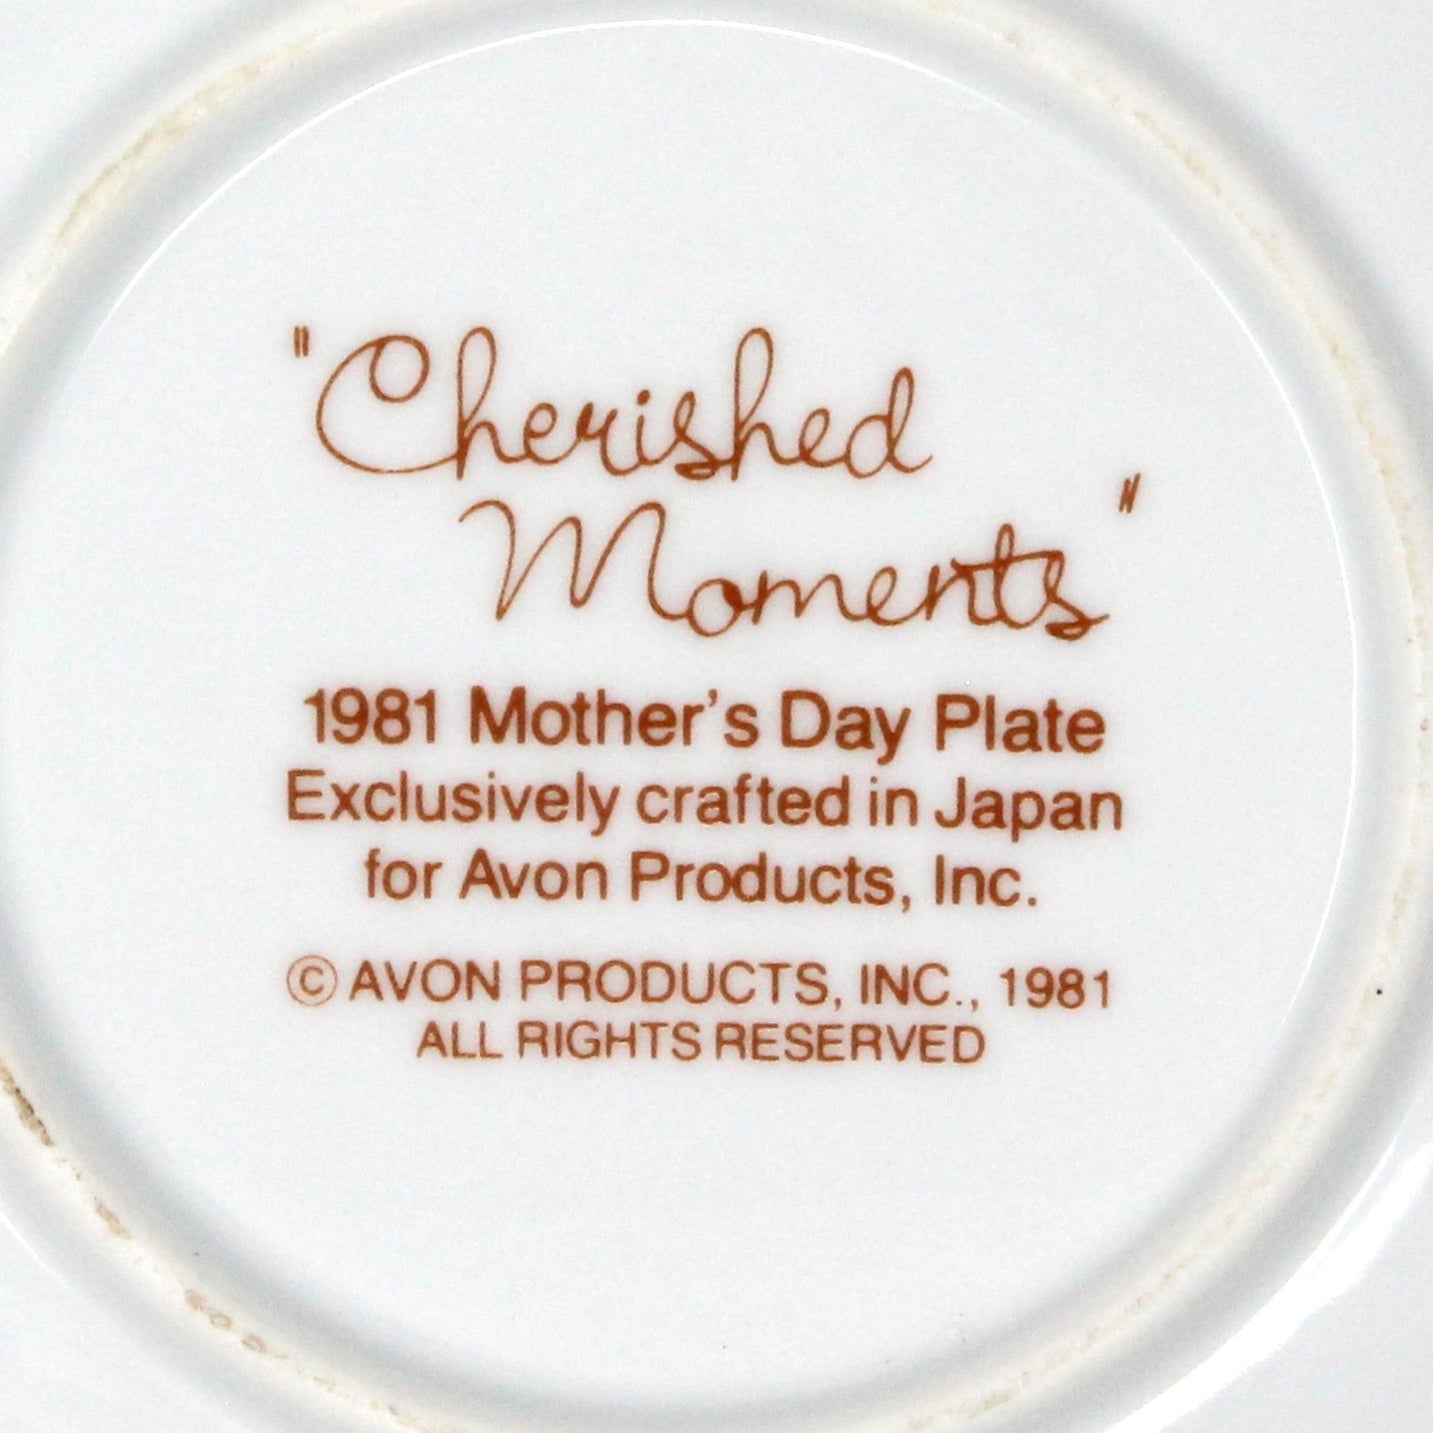 "Cherished
Moments"
1981 Mother's Day Plate
Exclusively crafted in Japan
for Avon Products, Inc.
© AVON PRODUCTS, INC., 1981
ALL RIGHTS RESERVED